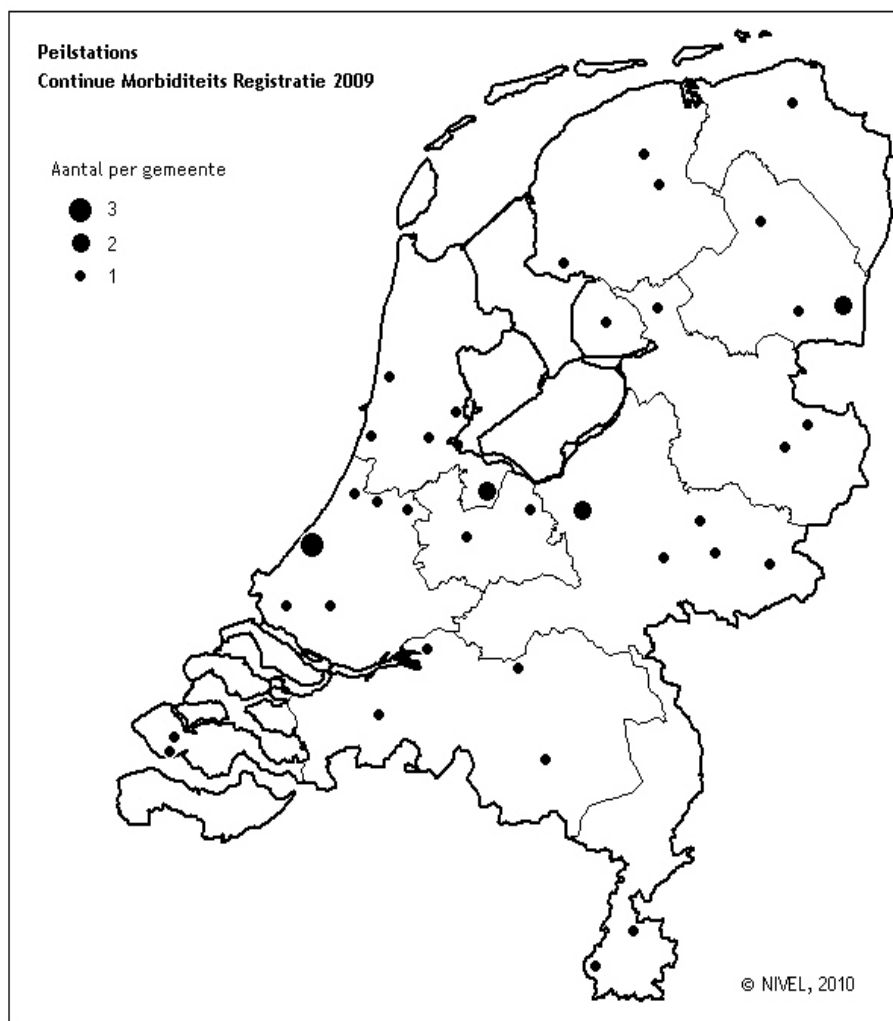 Peilstations
Continue Morbiditeits Registratie 2009
Aantal per gemeente
3
2
1
© NIVEL, 2010